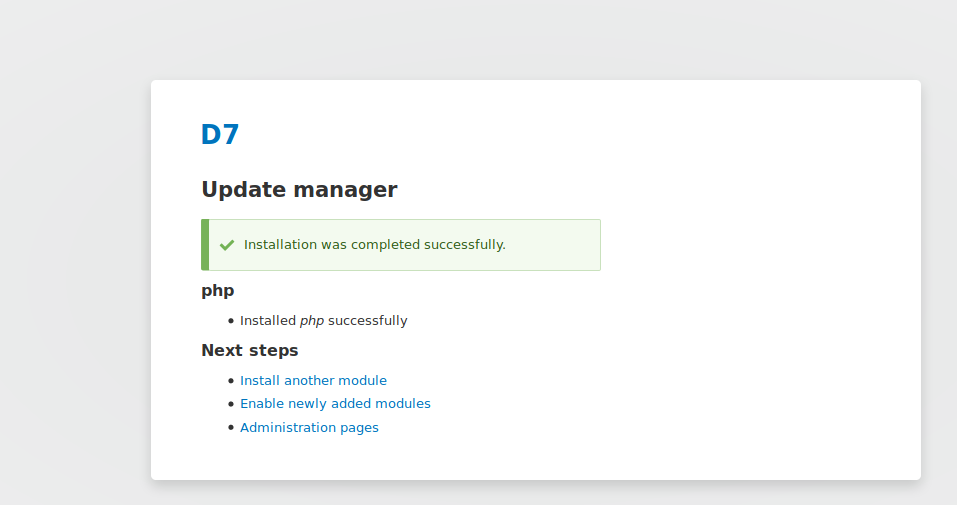 D7
Update manager
Installation was completed successfully.
php
Installed php successfully
Next steps
Install another module
Enable newly added modules
Administration pages